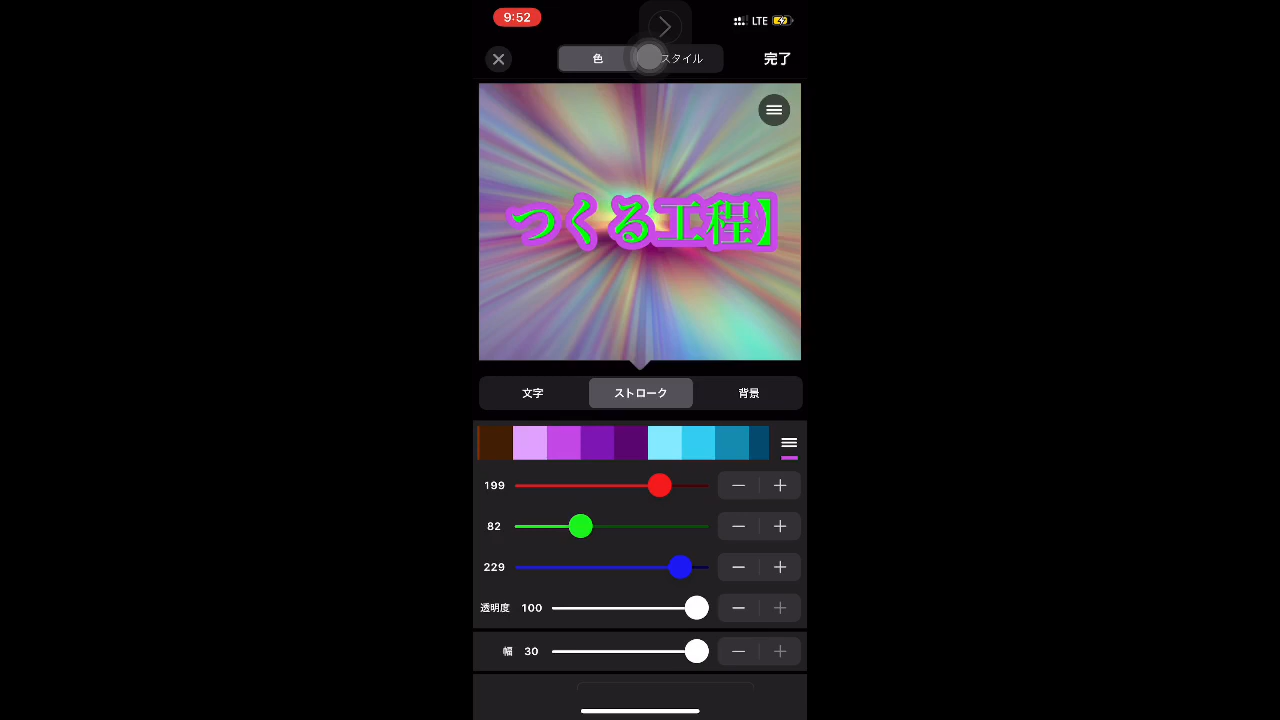 9:52
LTE
色
スタイル
完了
つくる工程】
文字
ストローク
背景
199
82
229
透明度 100
幅 30